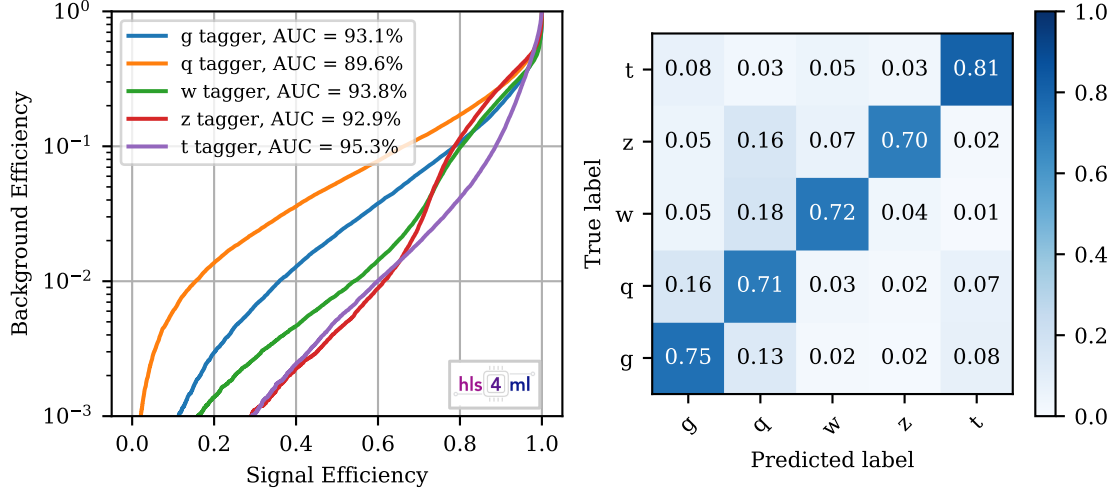 10⁰
10⁻¹
10⁻²
10⁻³
Background Efficiency
g tagger, AUC = 93.1%
q tagger, AUC = 89.6%
w tagger, AUC = 93.8%
z tagger, AUC = 92.9%
t tagger, AUC = 95.3%
hls 4 ml
0.0 0.2 0.4 0.6 0.8 1.0
Signal Efficiency
True label
t 0.08 0.03 0.05 0.03 0.81
z 0.05 0.16 0.07 0.70 0.02
w 0.05 0.18 0.72 0.04 0.01
q 0.16 0.71 0.03 0.02 0.07
g 0.75 0.13 0.02 0.02 0.08
g q w z t
Predicted label
1.0
0.8
0.6
0.4
0.2
0.0